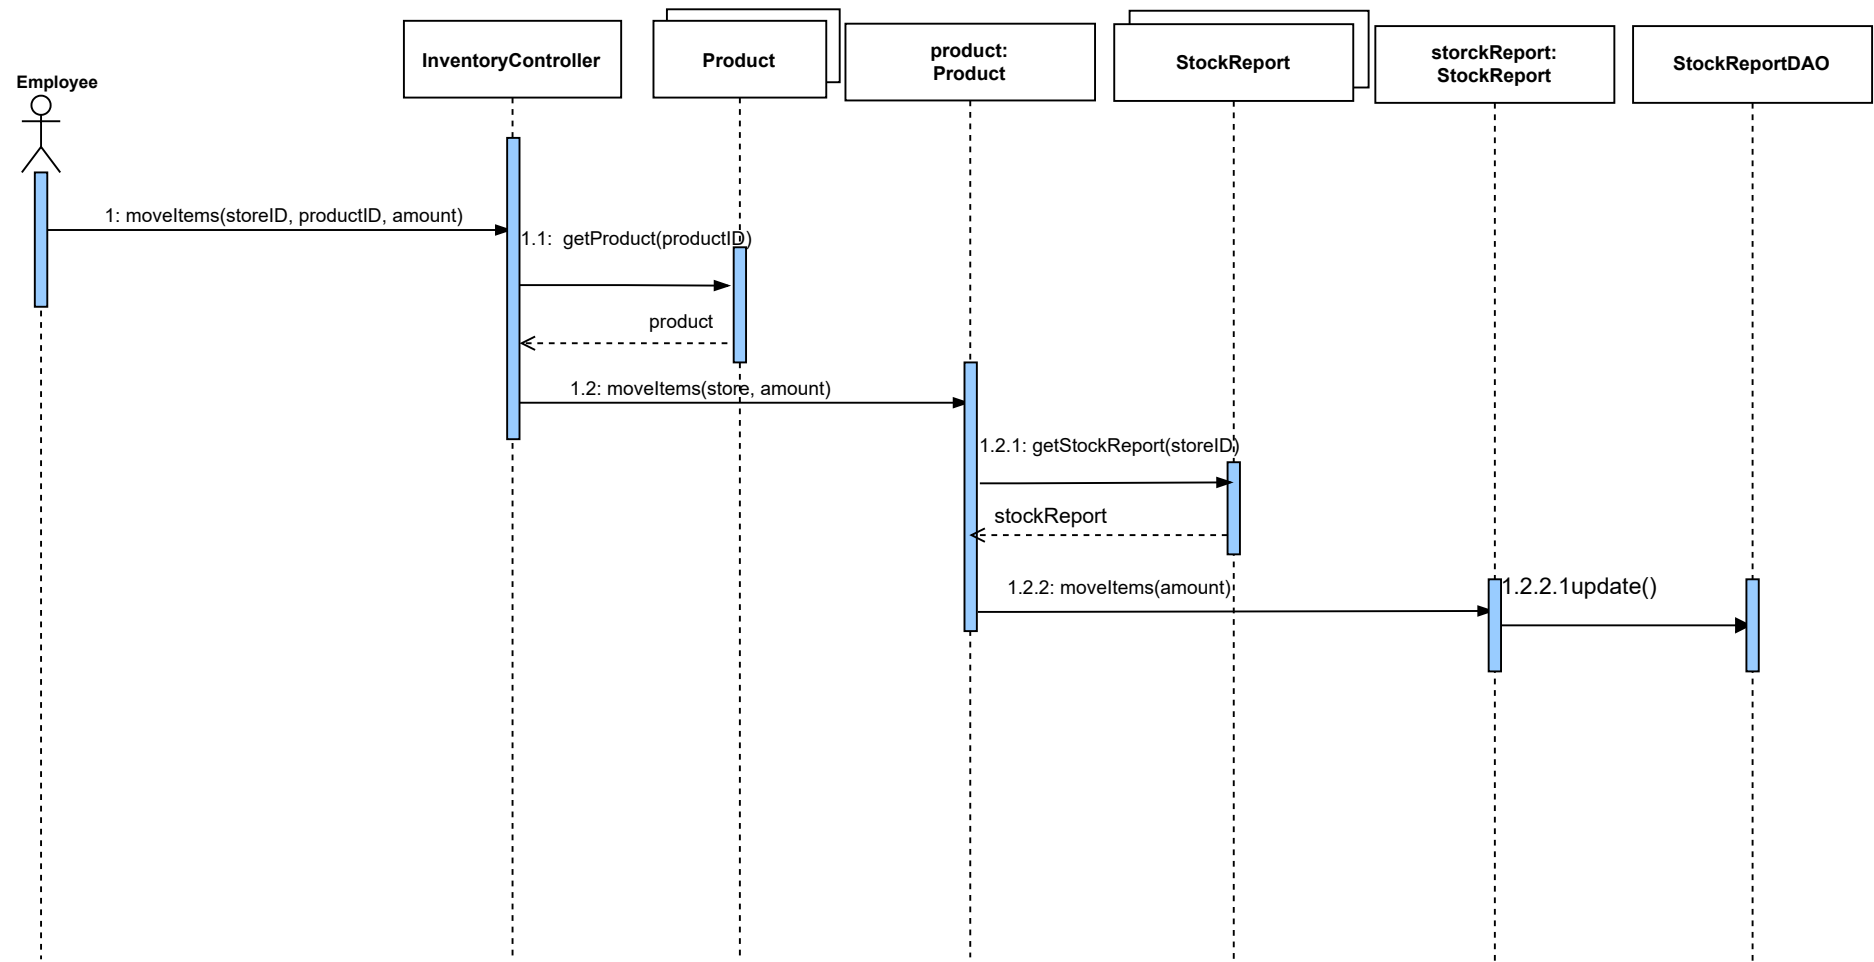 Employee
InventoryController
Product
product:
Product
StockReport
storckReport:
StockReport
StockReportDAO
1: moveItems(storeID, productID, amount)
1.1:  getProduct(productID)
product
1.2: moveItems(store, amount)
1.2.1: getStockReport(storeID)
stockReport
1.2.2: moveItems(amount)
1.2.2.1update()